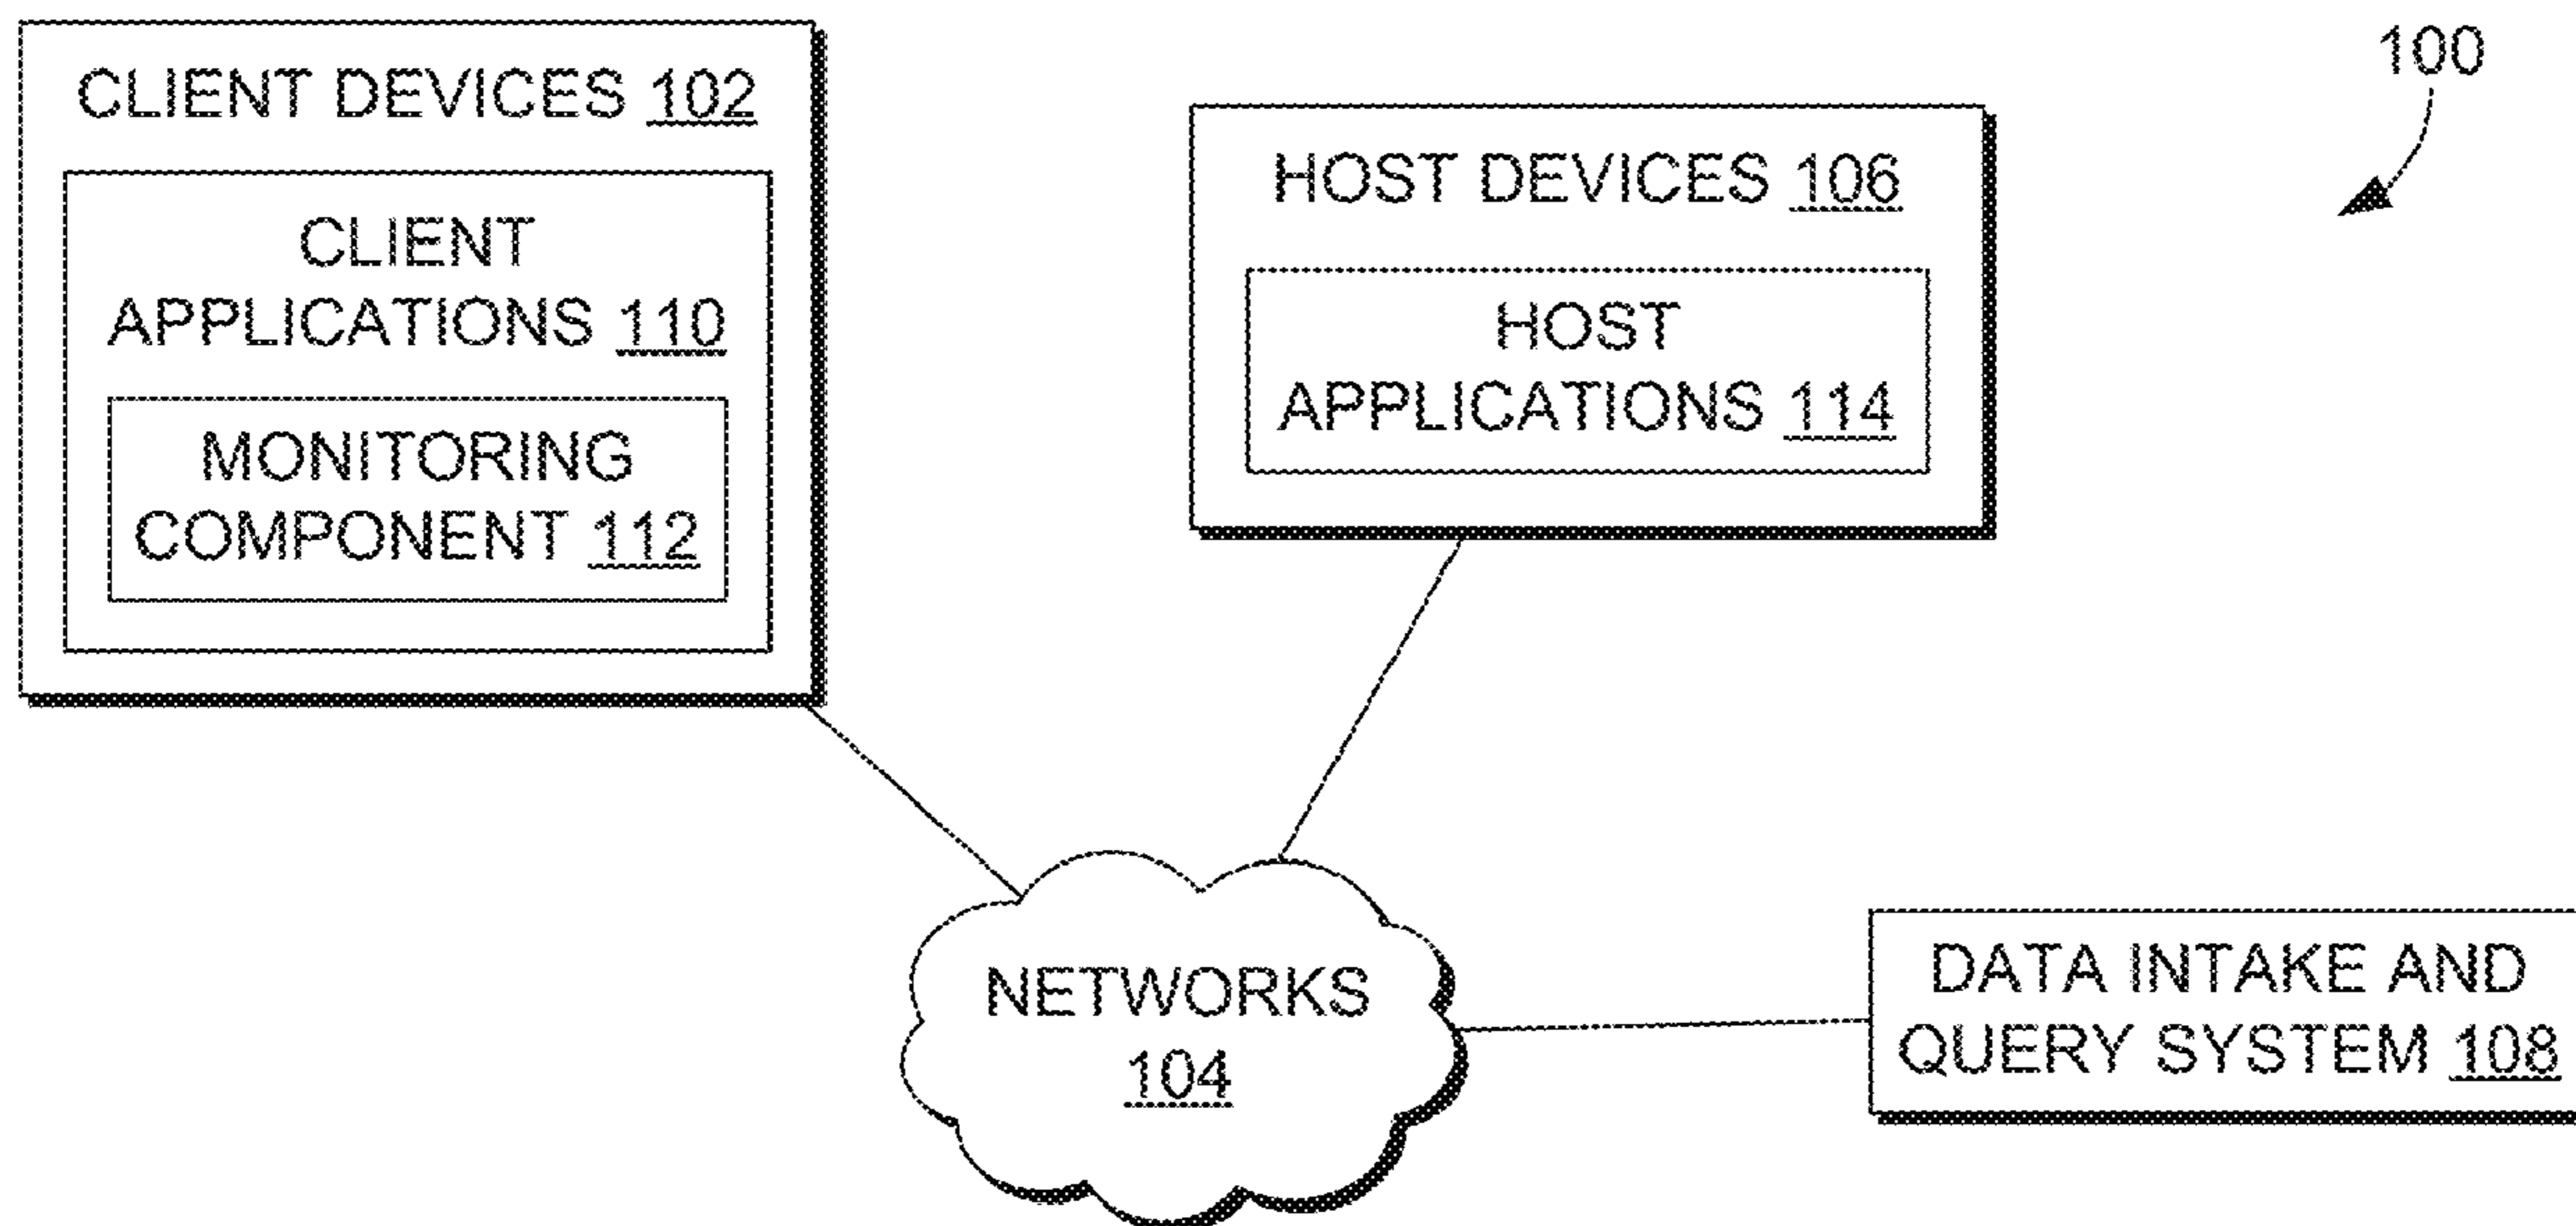 CLIENT DEVICES 102
CLIENT
APPLICATIONS 110
MONITORING
COMPONENT 112
HOST DEVICES 106
HOST
APPLICATIONS 114
100
NETWORKS
104
DATA INTAKE AND
QUERY SYSTEM 108